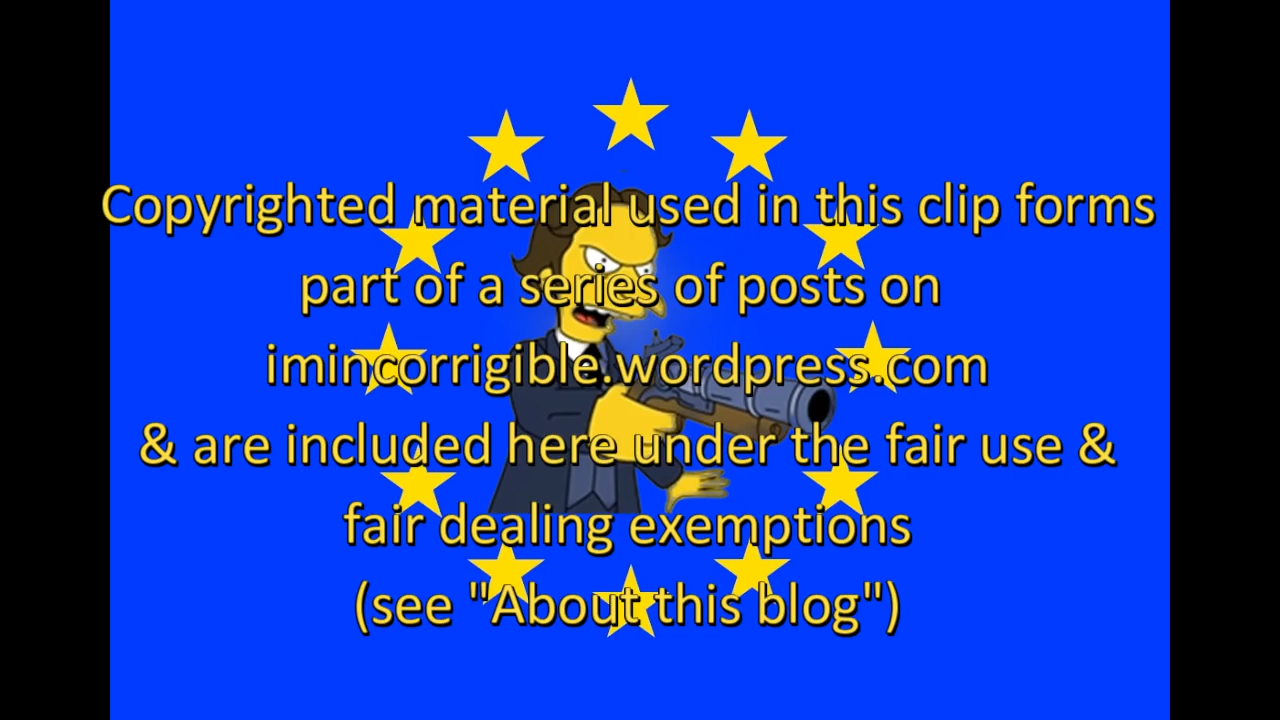 Copyrighted material used in this clip forms
part of a series of posts on
imincorrigible.wordpress.com
& are included here under the fair use &
fair dealing exemptions
(see "About this blog")